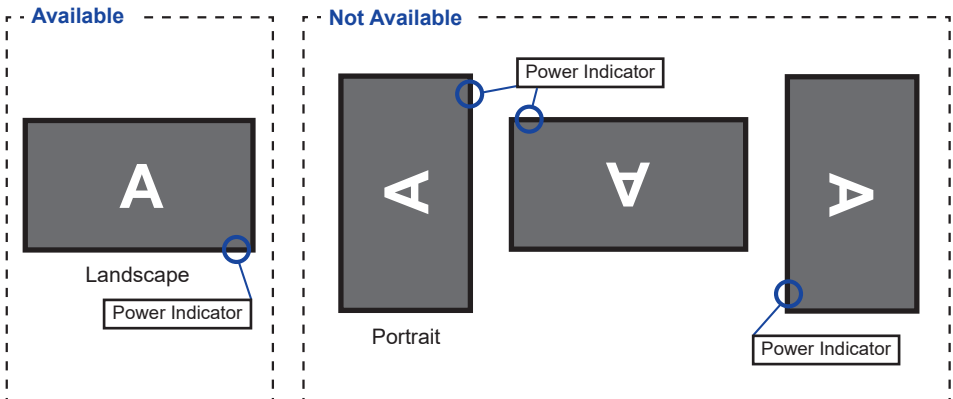 Available
Not Available
Power Indicator
A
A
A
A
Landscape
Power Indicator
Portrait
Power Indicator